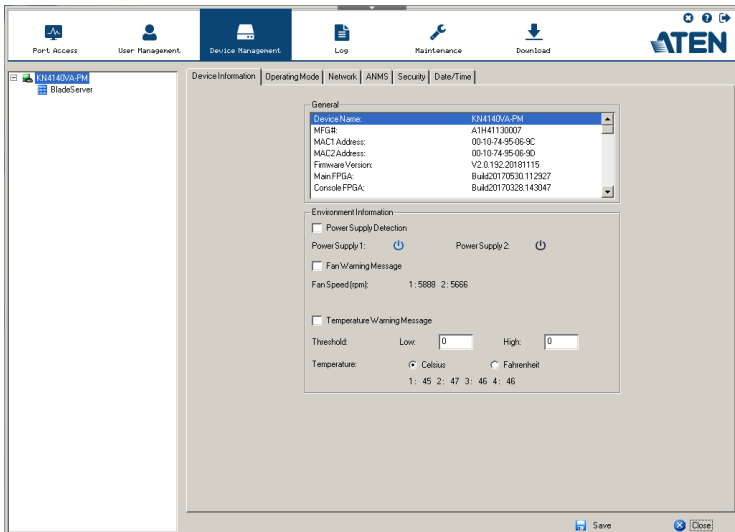 ATEN
Port Access User Management Device Management Log Maintenance Download
KN4140VA-PM
BladeServer
Device Information Operating Mode Network ANMS Security Date/Time
General
Device Name: KN4140VA-PM
MFG#: A1H41130007
MAC1 Address: 00-10-74-95-06-9C
MAC2 Address: 00-10-74-95-06-9D
Firmware Version: V2.0.192.20181115
Main FPGA: Build20170530.112927
Console FPGA: Build20170328.143047
Environment Information
Power Supply Detection
Power Supply 1: Power Supply 2:
Fan Warning Message
Fan Speed (rpm): 1 : 5888 2 : 5666
Temperature Warning Message
Threshold: Low: 0 High: 0
Temperature: Celsius Fahrenheit
1 : 45 2 : 47 3 : 46 4 : 46
Save Close